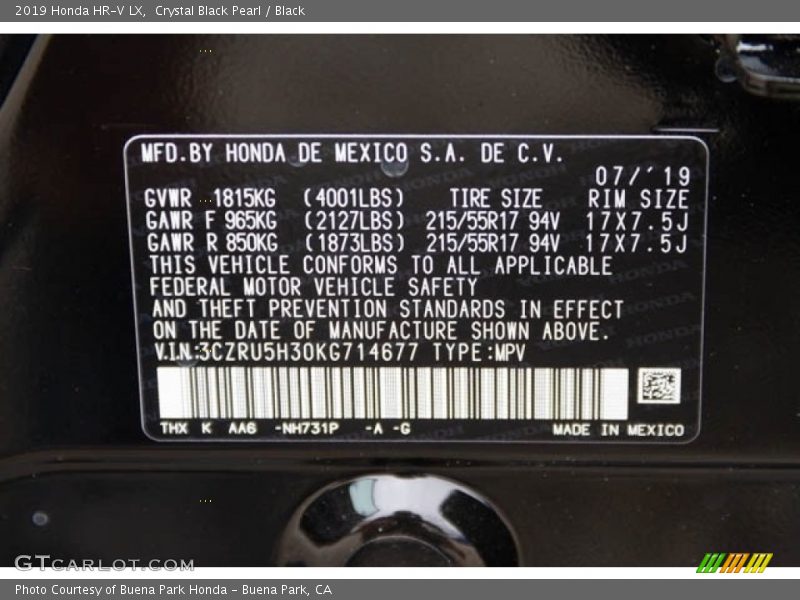 2019 Honda HR-V LX,  Crystal Black Pearl / Black
MFD.BY HONDA DE MEXICO S.A. DE C.V.
07/'19
GVWR 1815KG (4001LBS) TIRE SIZE RIM SIZE
GAWR F 965KG (2127LBS) 215/55R17 94V 17X7.5J
GAWR R 850KG (1873LBS) 215/55R17 94V 17X7.5J
THIS VEHICLE CONFORMS TO ALL APPLICABLE
FEDERAL MOTOR VEHICLE SAFETY
AND THEFT PREVENTION STANDARDS IN EFFECT
ON THE DATE OF MANUFACTURE SHOWN ABOVE.
V.I.N:3CZRU5H30KG714677 TYPE:MPV
THX K AA6 -NH731P -A -G MADE IN MEXICO
GTCARLOT.COM
Photo Courtesy of Buena Park Honda - Buena Park, CA